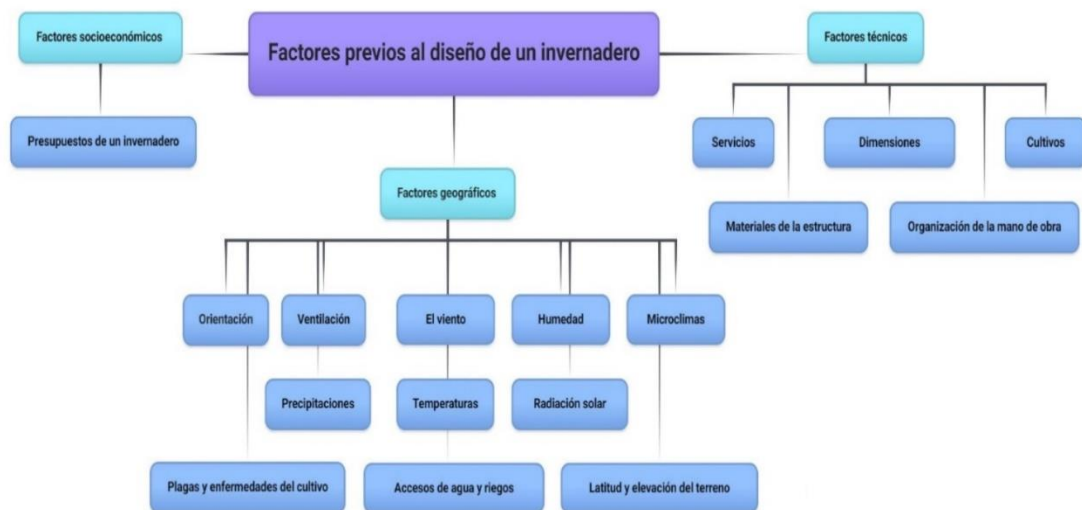 Factores socioeconómicos
Factores previos al diseño de un invernadero
Factores técnicos
Presupuestos de un invernadero
Servicios
Dimensiones
Cultivos
Materiales de la estructura
Organización de la mano de obra
Factores geográficos
Orientación
Ventilación
El viento
Humedad
Microclimas
Precipitaciones
Temperaturas
Radiación solar
Plagas y enfermedades del cultivo
Accesos de agua y riegos
Latitud y elevación del terreno